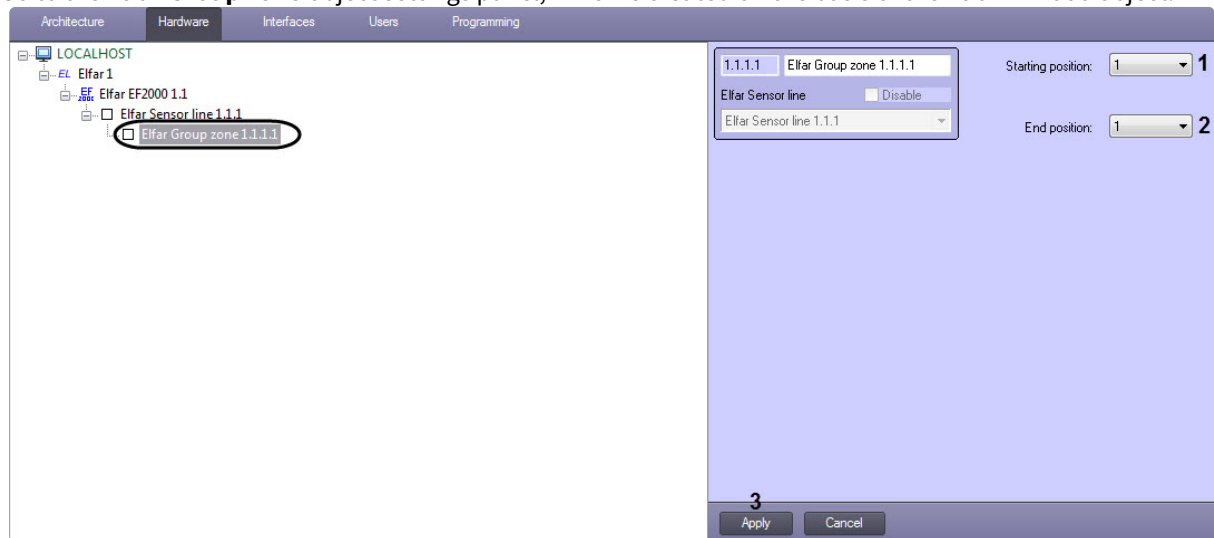 Architecture Hardware Interfaces Users Programming
LOCALHOST
EL Elfar 1
EF 2000 Elfar EF2000 1.1
Elfar Sensor line 1.1.1
Elfar Group zone 1.1.1.1
1.1.1.1 Elfar Group zone 1.1.1.1 Starting position: 1 1
Elfar Sensor line Disable
Elfar Sensor line 1.1.1
End position: 1 2
3
Apply Cancel